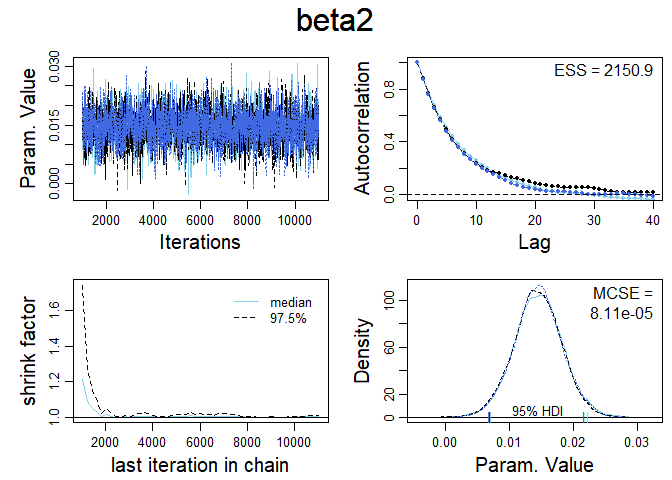 beta2
Param. Value
0.000
0.015
0.030
2000 4000 6000 8000 10000
Iterations
Autocorrelation
0.0
0.4
0.8
ESS = 2150.9
0 10 20 30 40
Lag
shrink factor
1.0
1.2
1.4
1.6
median
97.5%
2000 4000 6000 8000 10000
last iteration in chain
Density
0
20
60
100
MCSE =
8.11e-05
95% HDI
0.00 0.01 0.02 0.03
Param. Value